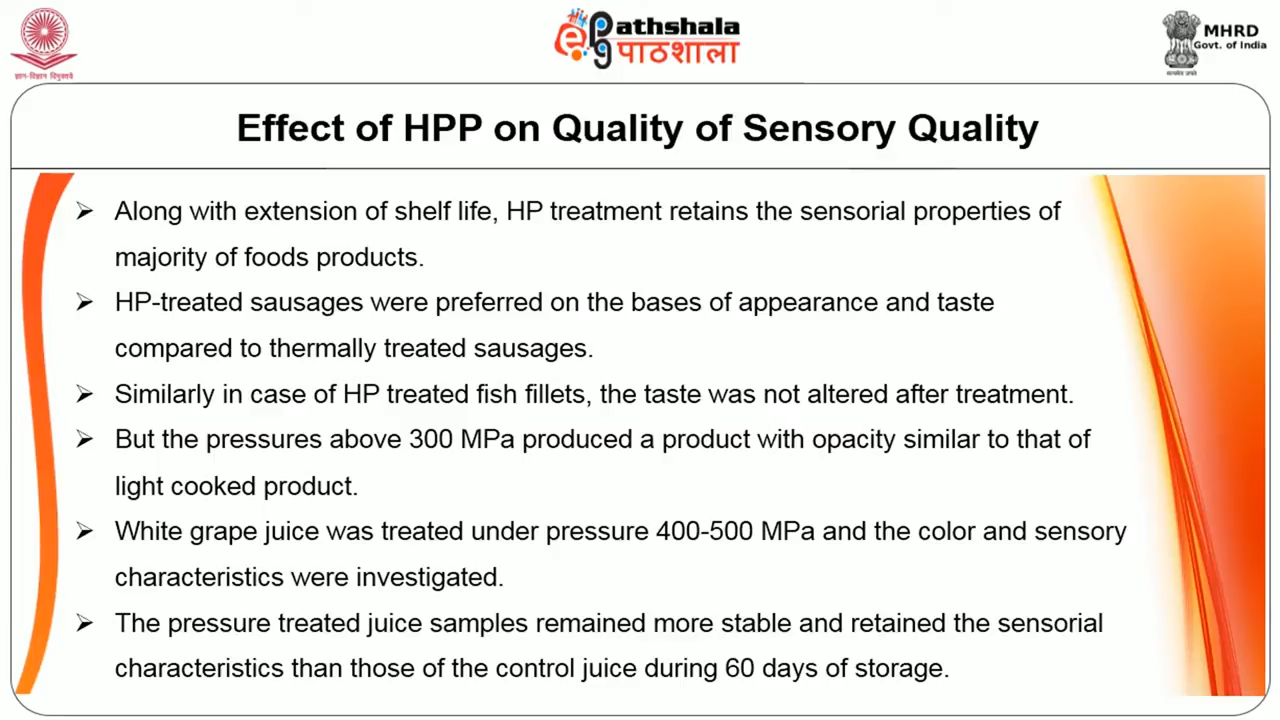 ज्ञान-विज्ञान विमुक्तये
ePathshala
पाठशाला
MHRD
Govt. of India
सत्यमेव जयते
Effect of HPP on Quality of Sensory Quality
➢ Along with extension of shelf life, HP treatment retains the sensorial properties of
majority of foods products.
➢ HP-treated sausages were preferred on the bases of appearance and taste
compared to thermally treated sausages.
➢ Similarly in case of HP treated fish fillets, the taste was not altered after treatment.
➢ But the pressures above 300 MPa produced a product with opacity similar to that of
light cooked product.
➢ White grape juice was treated under pressure 400-500 MPa and the color and sensory
characteristics were investigated.
➢ The pressure treated juice samples remained more stable and retained the sensorial
characteristics than those of the control juice during 60 days of storage.